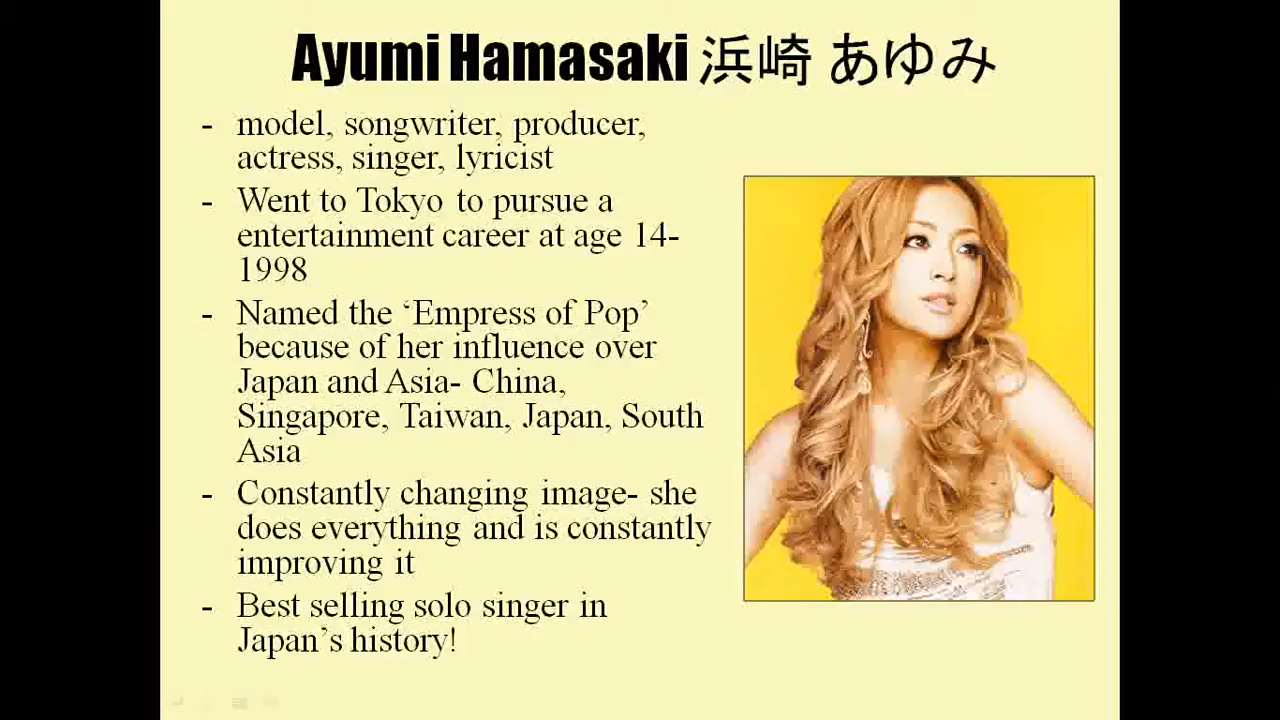 Ayumi Hamasaki 浜崎 あゆみ
- model, songwriter, producer,
actress, singer, lyricist
- Went to Tokyo to pursue a
entertainment career at age 14-
1998
- Named the ‘Empress of Pop’
because of her influence over
Japan and Asia- China,
Singapore, Taiwan, Japan, South
Asia
- Constantly changing image- she
does everything and is constantly
improving it
- Best selling solo singer in
Japan’s history!